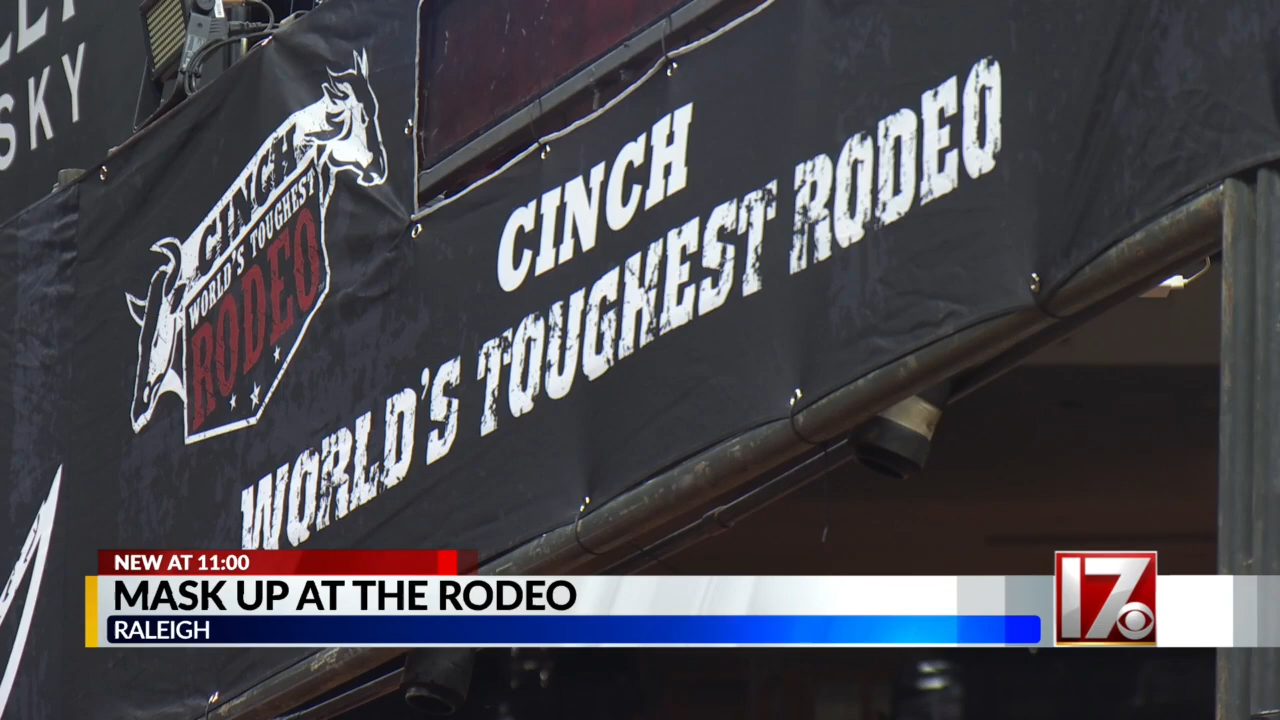 SKY
CINCH
WORLD'S TOUGHEST
RODEO
CINCH
WORLD'S TOUGHEST RODEO
NEW AT 11:00
MASK UP AT THE RODEO
RALEIGH
17